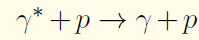 γ* + p → γ + p